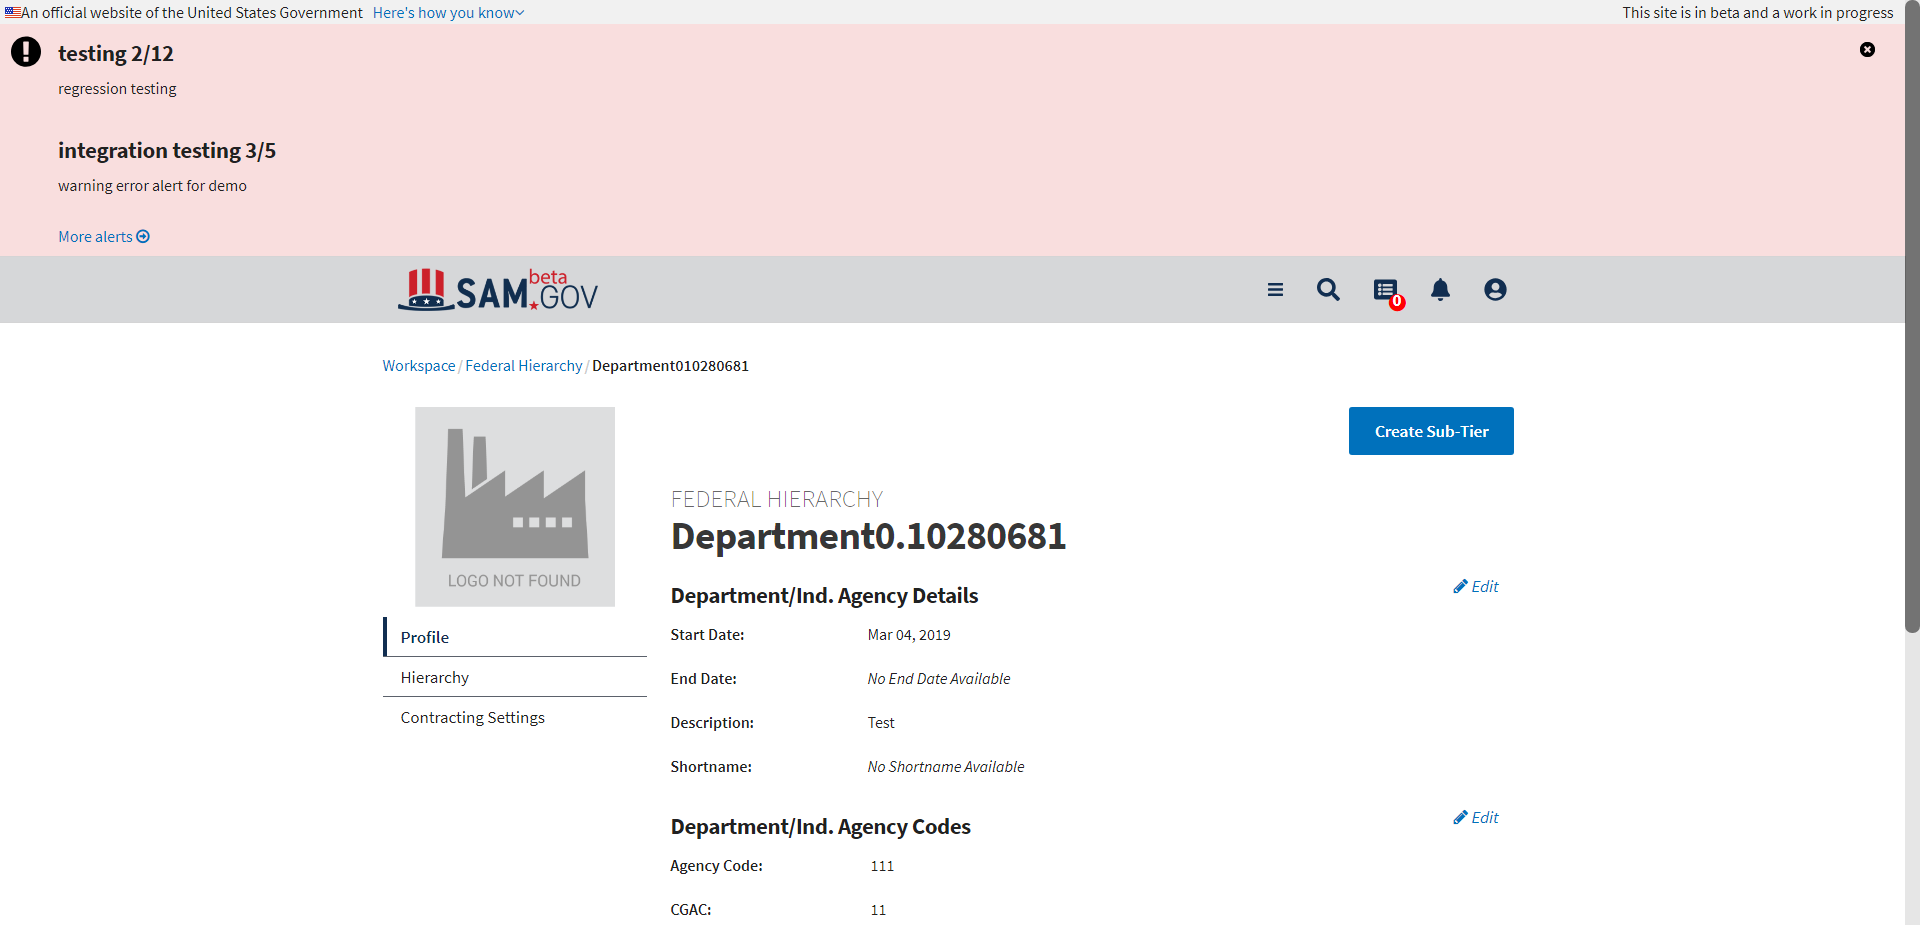 An official website of the United States Government Here's how you know
This site is in beta and a work in progress
testing 2/12
regression testing
integration testing 3/5
warning error alert for demo
More alerts
SAM.GOV beta
0
Workspace / Federal Hierarchy / Department010280681
LOGO NOT FOUND
Create Sub-Tier
FEDERAL HIERARCHY
Department0.10280681
Profile
Hierarchy
Contracting Settings
Department/Ind. Agency Details
Edit
Start Date: Mar 04, 2019
End Date: No End Date Available
Description: Test
Shortname: No Shortname Available
Department/Ind. Agency Codes
Edit
Agency Code: 111
CGAC: 11